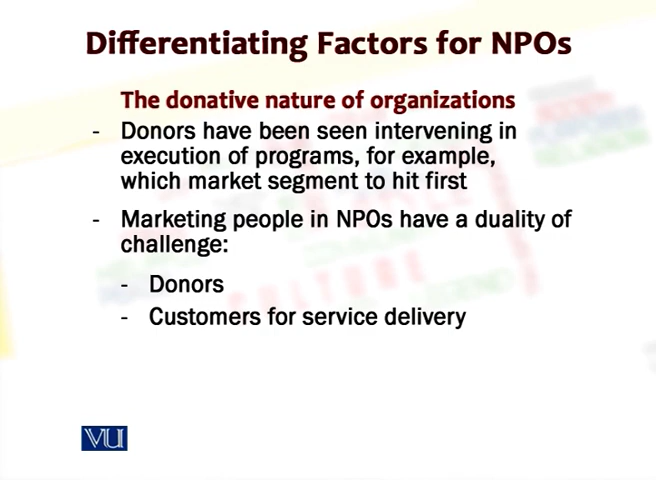 Differentiating Factors for NPOs
The donative nature of organizations
- Donors have been seen intervening in
execution of programs, for example,
which market segment to hit first
- Marketing people in NPOs have a duality of
challenge:
- Donors
- Customers for service delivery
CULTURE
VU